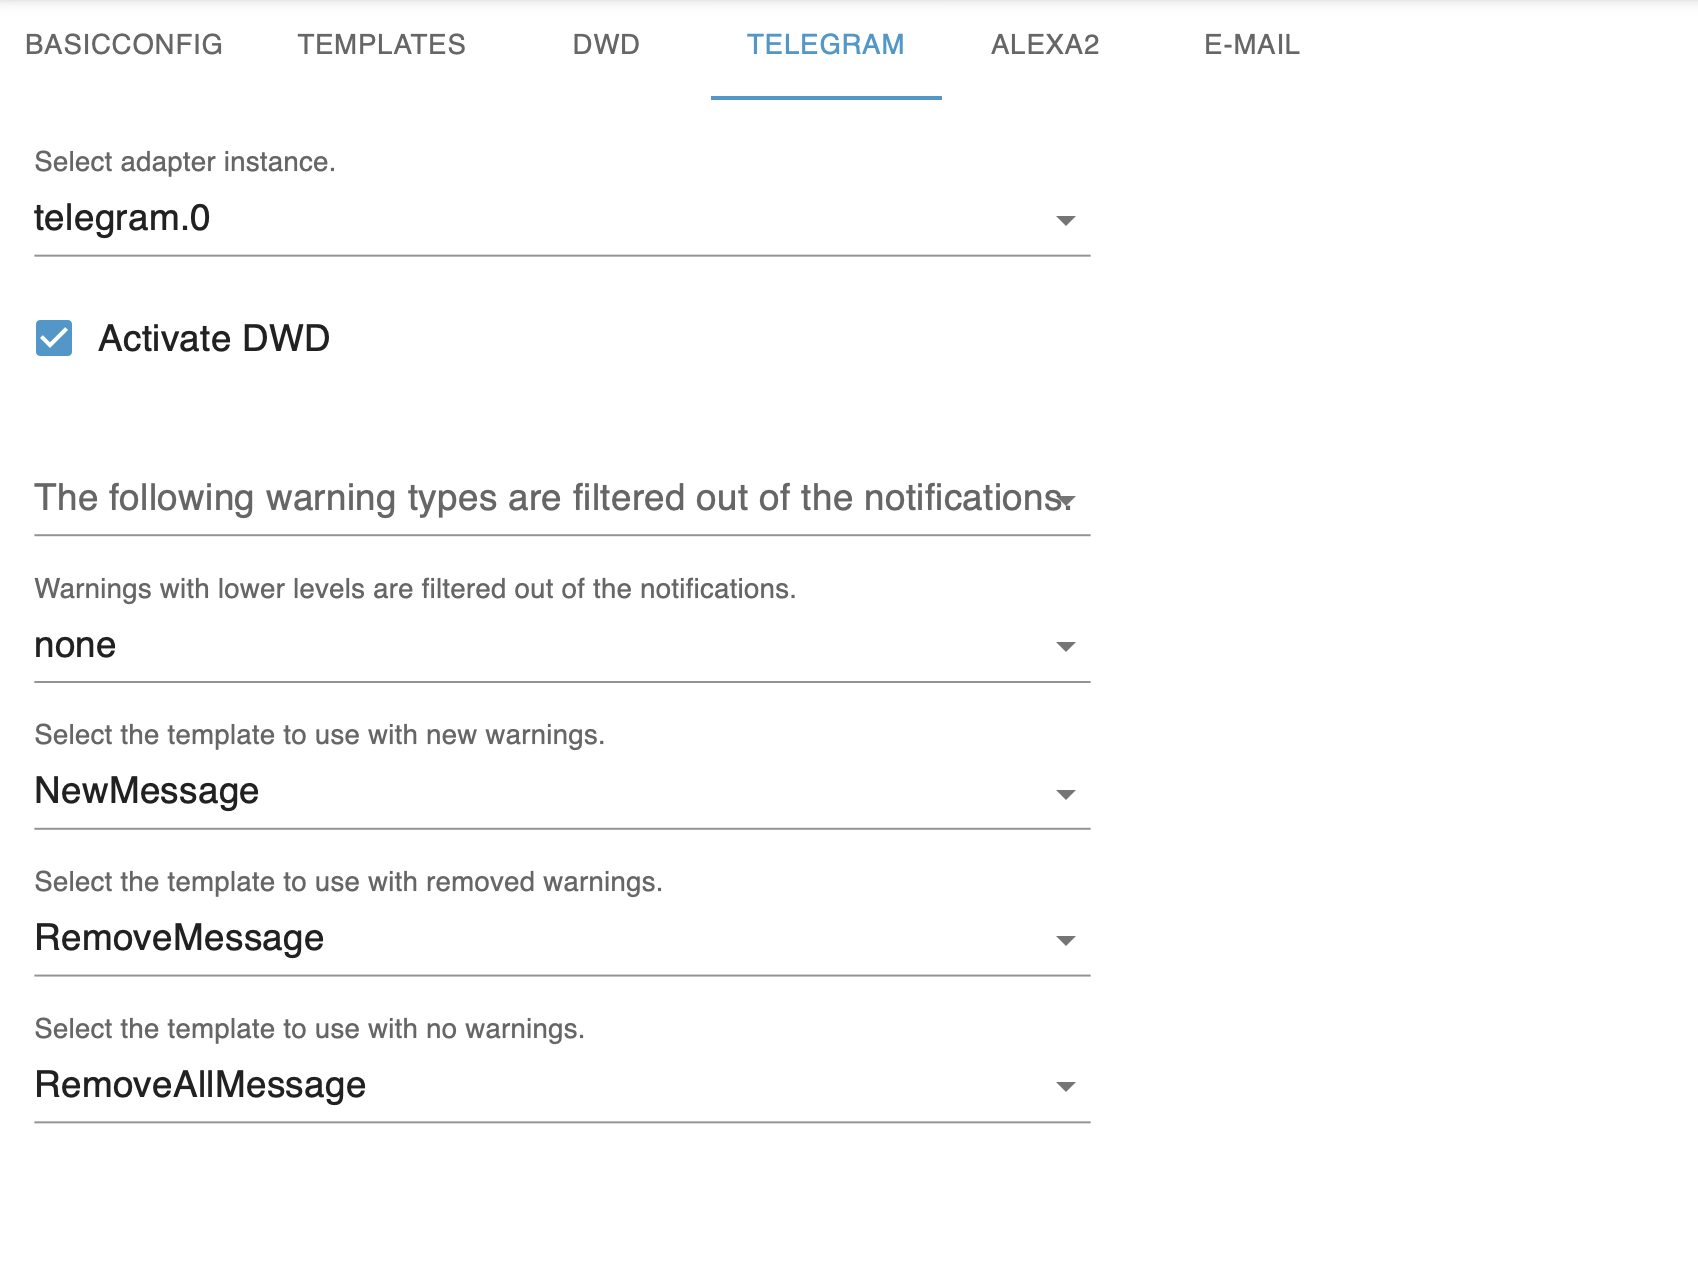 BASICCONFIG TEMPLATES DWD TELEGRAM ALEXA2 E-MAIL
Select adapter instance.
telegram.0
Activate DWD
The following warning types are filtered out of the notifications.
Warnings with lower levels are filtered out of the notifications.
none
Select the template to use with new warnings.
NewMessage
Select the template to use with removed warnings.
RemoveMessage
Select the template to use with no warnings.
RemoveAllMessage